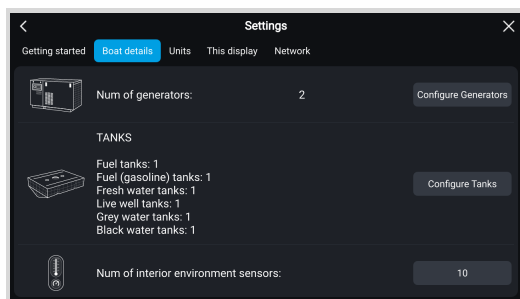 Settings
Getting started Boat details Units This display Network
Num of generators: 2 Configure Generators
TANKS
Fuel tanks: 1
Fuel (gasoline) tanks: 1
Fresh water tanks: 1
Live well tanks: 1
Grey water tanks: 1
Black water tanks: 1
Configure Tanks
Num of interior environment sensors: 10